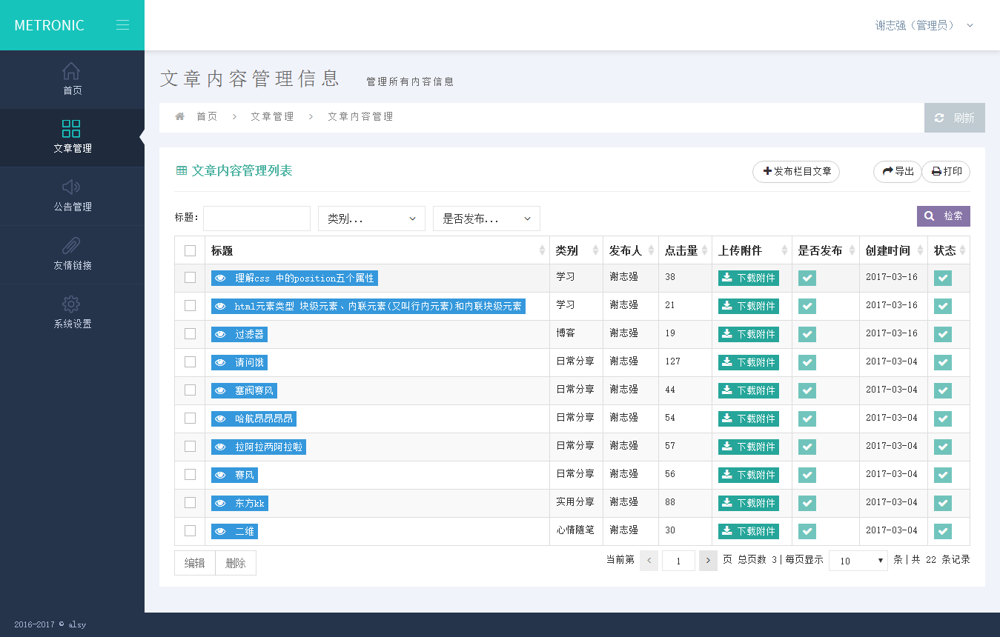 METRONIC
谢志强（管理员）
首页
文章管理
公告管理
友情链接
系统设置
文章内容管理信息 管理所有内容信息
首页 > 文章管理 > 文章内容管理 刷新
文章内容管理列表 发布栏目文章 导出 打印
标题： 类别... 是否发布... 检索
标题 类别 发布人 点击量 上传附件 是否发布 创建时间 状态
理解css 中的position五个属性 学习 谢志强 38 下载附件 2017-03-16
html元素类型 块级元素、内联元素(又叫行内元素)和内联块级元素 学习 谢志强 21 下载附件 2017-03-16
过滤器 博客 谢志强 19 下载附件 2017-03-16
请问饿 日常分享 谢志强 127 下载附件 2017-03-04
塞阀赛风 日常分享 谢志强 44 下载附件 2017-03-04
哈航昂昂昂昂 日常分享 谢志强 54 下载附件 2017-03-04
拉阿拉两阿拉啦 日常分享 谢志强 57 下载附件 2017-03-04
赛风 日常分享 谢志强 56 下载附件 2017-03-04
东方kk 实用分享 谢志强 88 下载附件 2017-03-04
二维 心情随笔 谢志强 30 下载附件 2017-03-04
编辑 删除 当前第 < 1 > 页 总页数 3|每页显示 10 条|共 22 条记录
2016-2017 © alsy